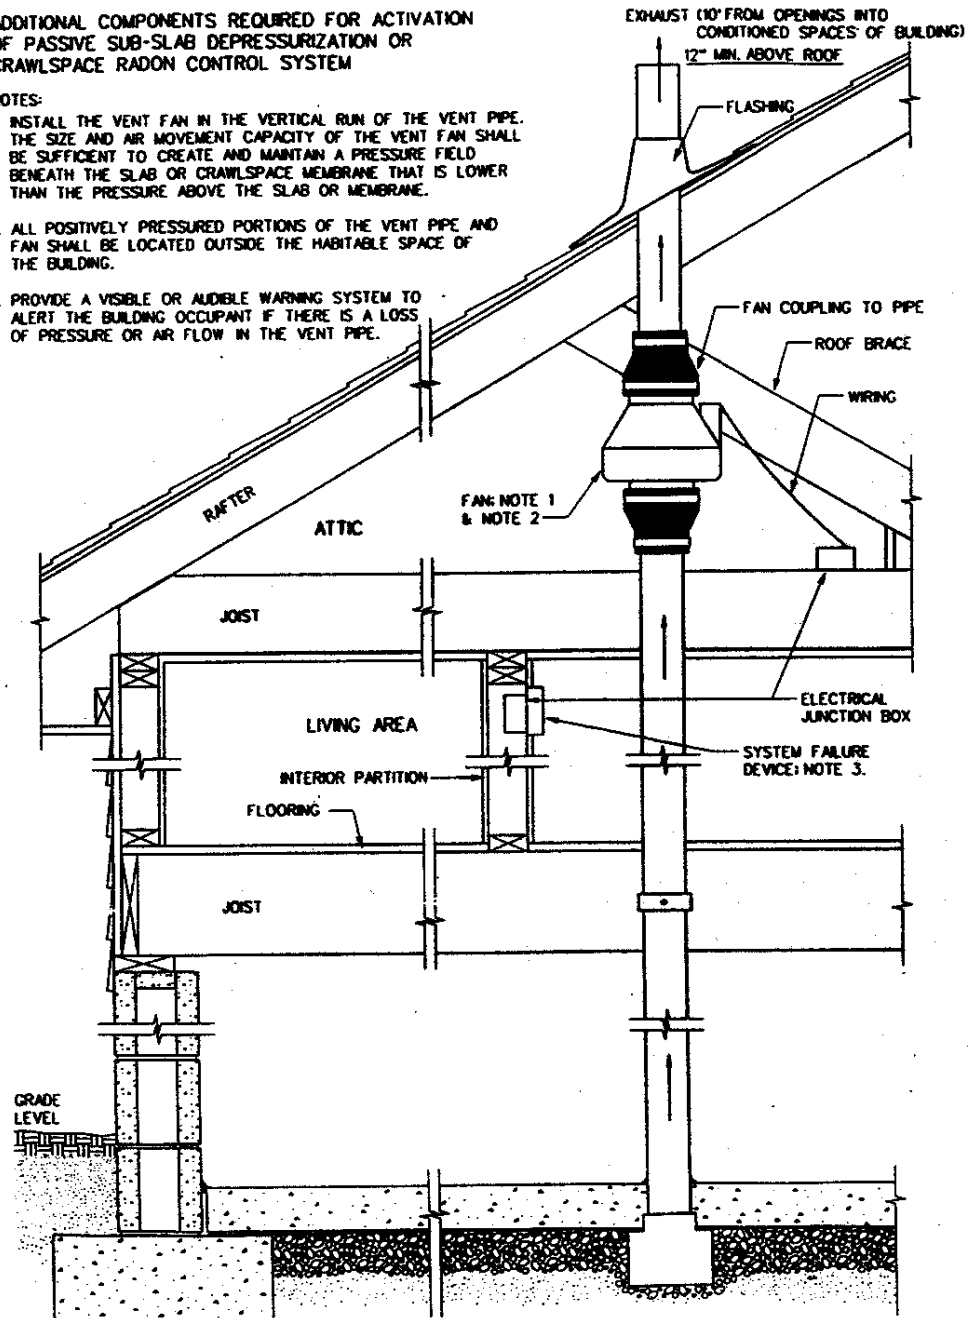 ADDITIONAL COMPONENTS REQUIRED FOR ACTIVATION
OF PASSIVE SUB-SLAB DEPRESSURIZATION OR
CRAWLSPACE RADON CONTROL SYSTEM
NOTES:
INSTALL THE VENT FAN IN THE VERTICAL RUN OF THE VENT PIPE.
THE SIZE AND AIR MOVEMENT CAPACITY OF THE VENT FAN SHALL
BE SUFFICIENT TO CREATE AND MAINTAIN A PRESSURE FIELD
BENEATH THE SLAB OR CRAWLSPACE MEMBRANE THAT IS LOWER
THAN THE PRESSURE ABOVE THE SLAB OR MEMBRANE.
ALL POSITIVELY PRESSURED PORTIONS OF THE VENT PIPE AND
FAN SHALL BE LOCATED OUTSIDE THE HABITABLE SPACE OF
THE BUILDING.
PROVIDE A VISIBLE OR AUDIBLE WARNING SYSTEM TO
ALERT THE BUILDING OCCUPANT IF THERE IS A LOSS
OF PRESSURE OR AIR FLOW IN THE VENT PIPE.
EXHAUST (10' FROM OPENINGS INTO
CONDITIONED SPACES OF BUILDING)
12" MIN. ABOVE ROOF
FLASHING
FAN COUPLING TO PIPE
ROOF BRACE
WIRING
RAFTER
ATTIC
FAN: NOTE 1
& NOTE 2
JOIST
LIVING AREA
ELECTRICAL
JUNCTION BOX
SYSTEM FAILURE
DEVICE; NOTE 3.
INTERIOR PARTITION
FLOORING
JOIST
GRADE
LEVEL